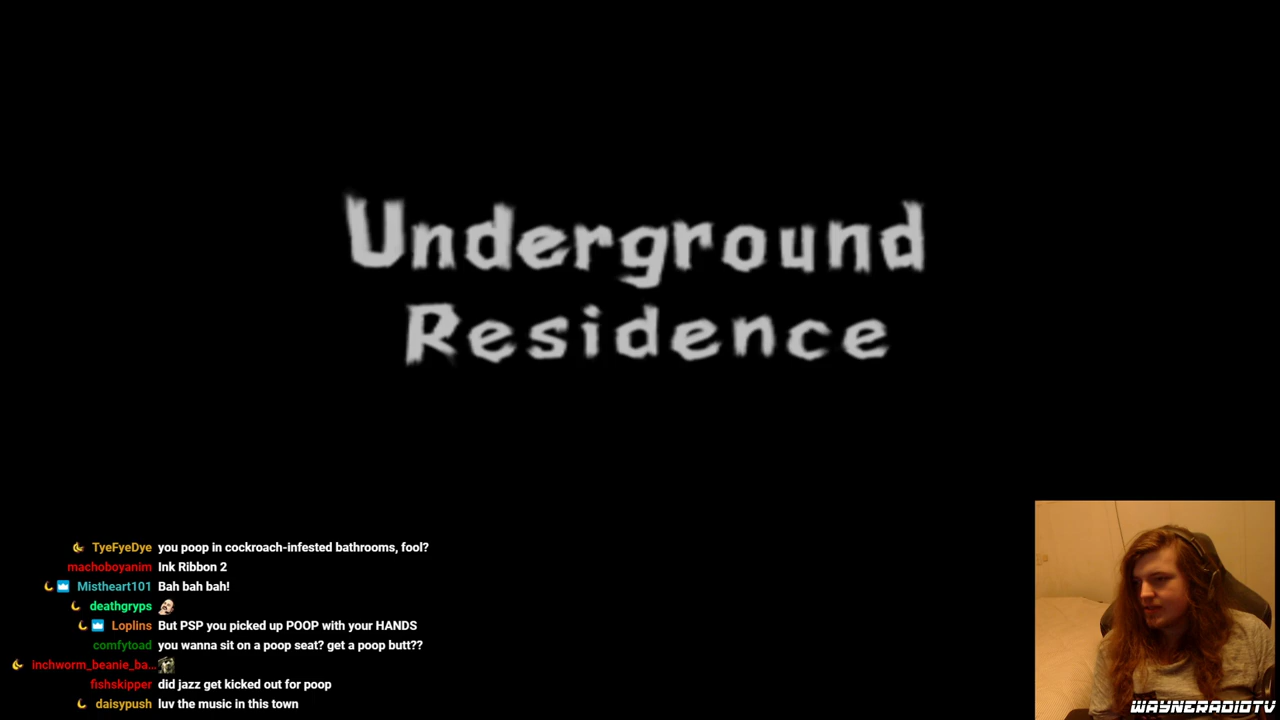 Underground
Residence
TyeFyeDye you poop in cockroach-infested bathrooms, fool?
machoboyanim Ink Ribbon 2
Mistheart101 Bah bah bah!
deathgryps
Loplins But PSP you picked up POOP with your HANDS
comfytoad you wanna sit on a poop seat? get a poop butt??
inchworm_beanie_ba...
fishskipper did jazz get kicked out for poop
daisypush luv the music in this town
WAYNERADIOTV